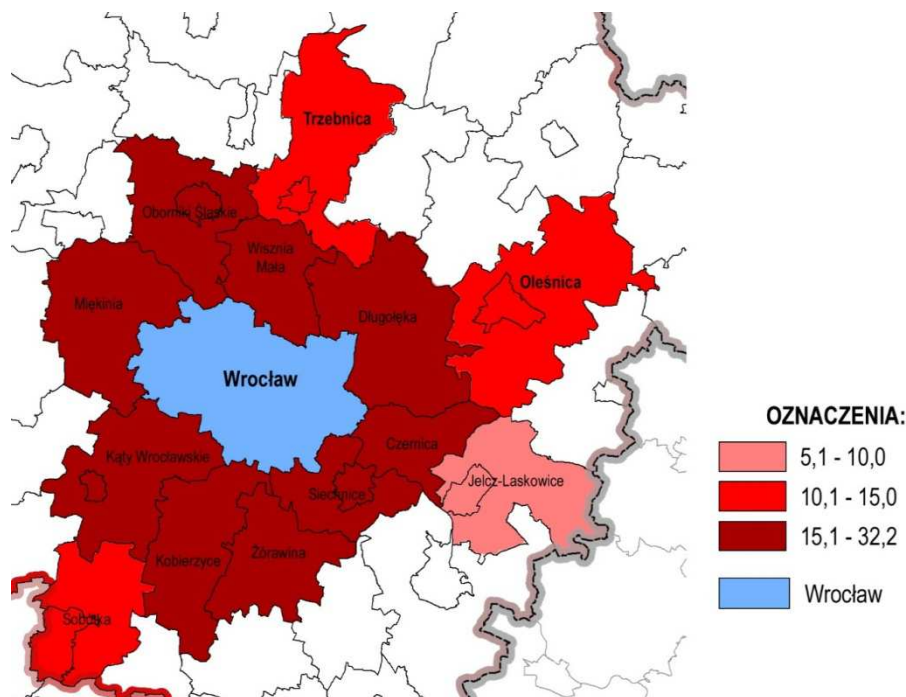 Trzebnica
Oborniki Śląskie
Wisznia
Mała
Oleśnica
Miękinia
Długołęka
Wrocław
Czernica
Kąty Wrocławskie
Siechnice
Jelcz-Laskowice
Kobierzyce
Żórawina
Sobótka
OZNACZENIA:
5,1 - 10,0
10,1 - 15,0
15,1 - 32,2
Wrocław